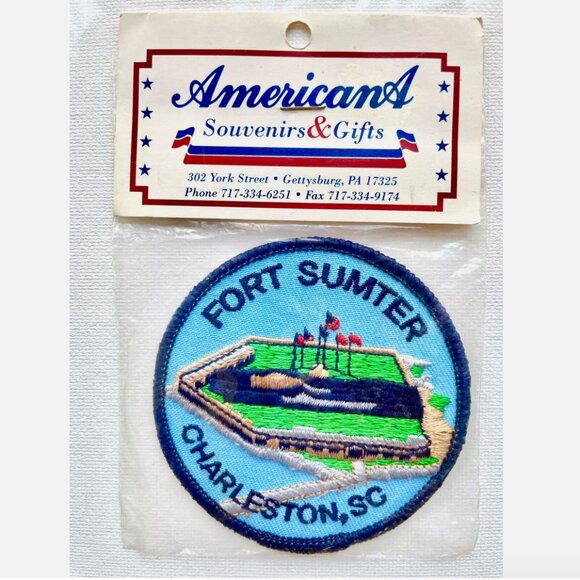 AmericanA
Souvenirs & Gifts
302 York Street • Gettysburg, PA 17325
Phone 717-334-6251 • Fax 717-334-9174
FORT SUMTER
CHARLESTON, SC